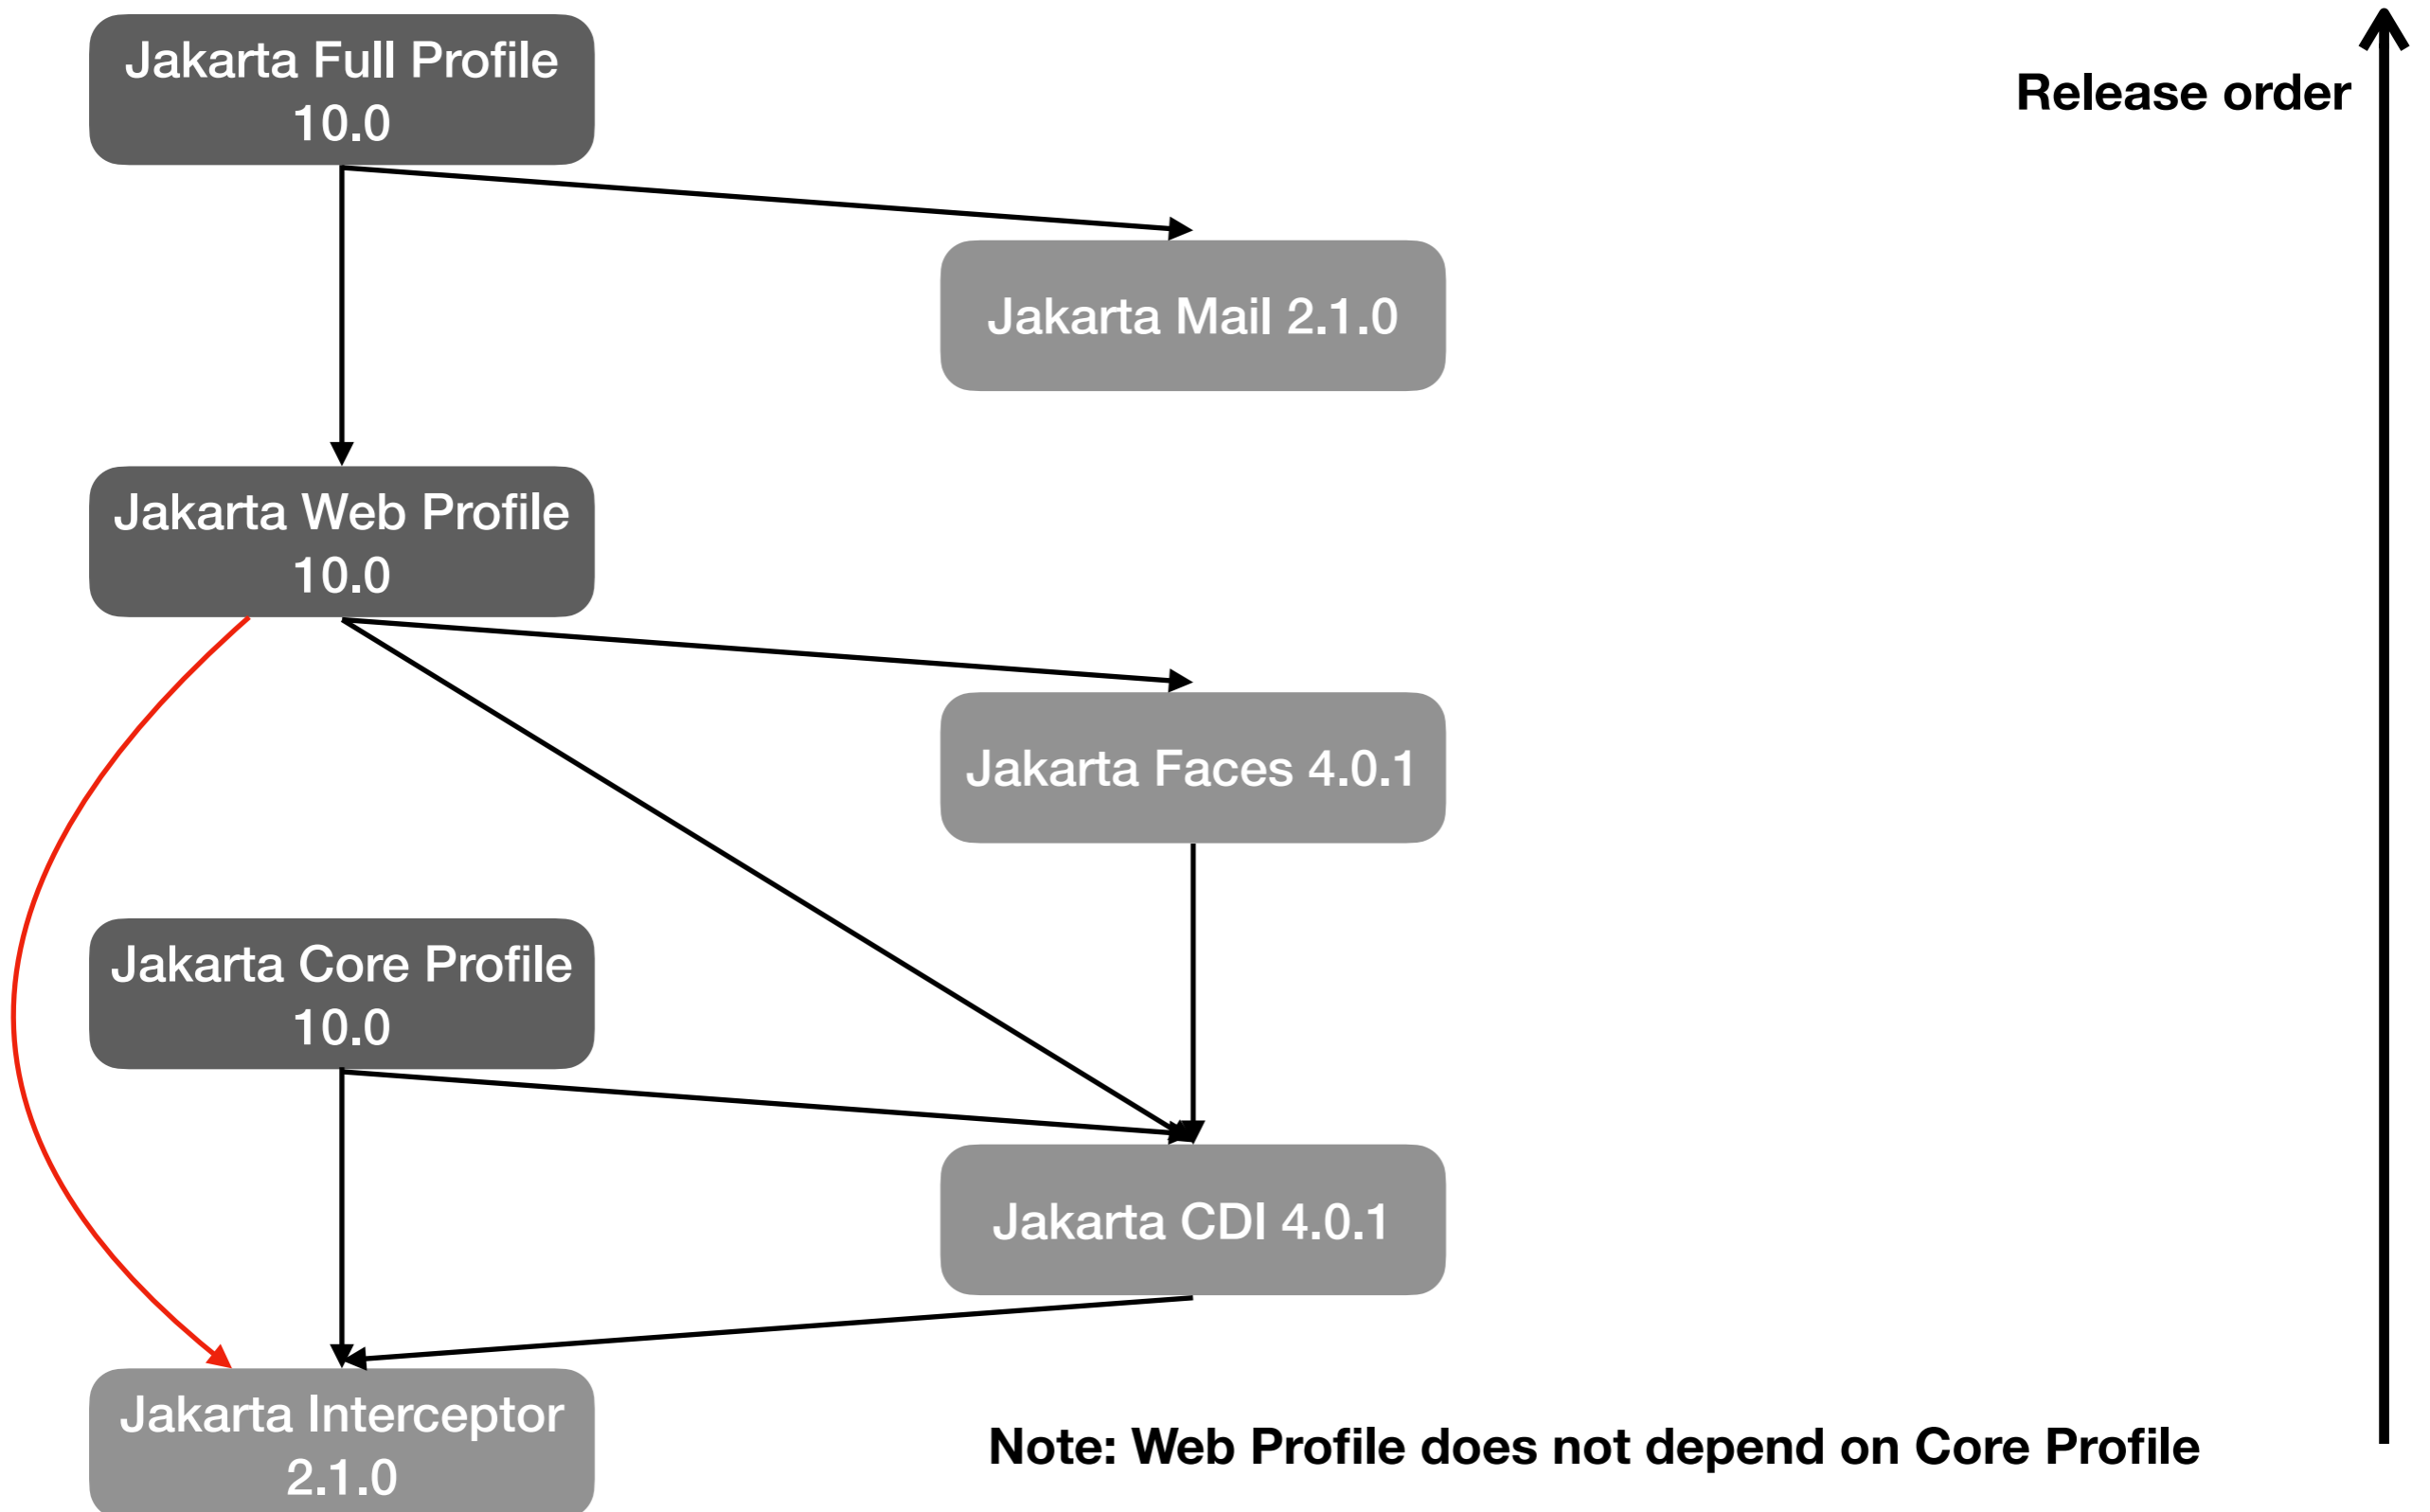 Jakarta Full Profile
10.0
Release order
Jakarta Mail 2.1.0
Jakarta Web Profile
10.0
Jakarta Faces 4.0.1
Jakarta Core Profile
10.0
Jakarta CDI 4.0.1
Jakarta Interceptor
2.1.0
Note: Web Profile does not depend on Core Profile